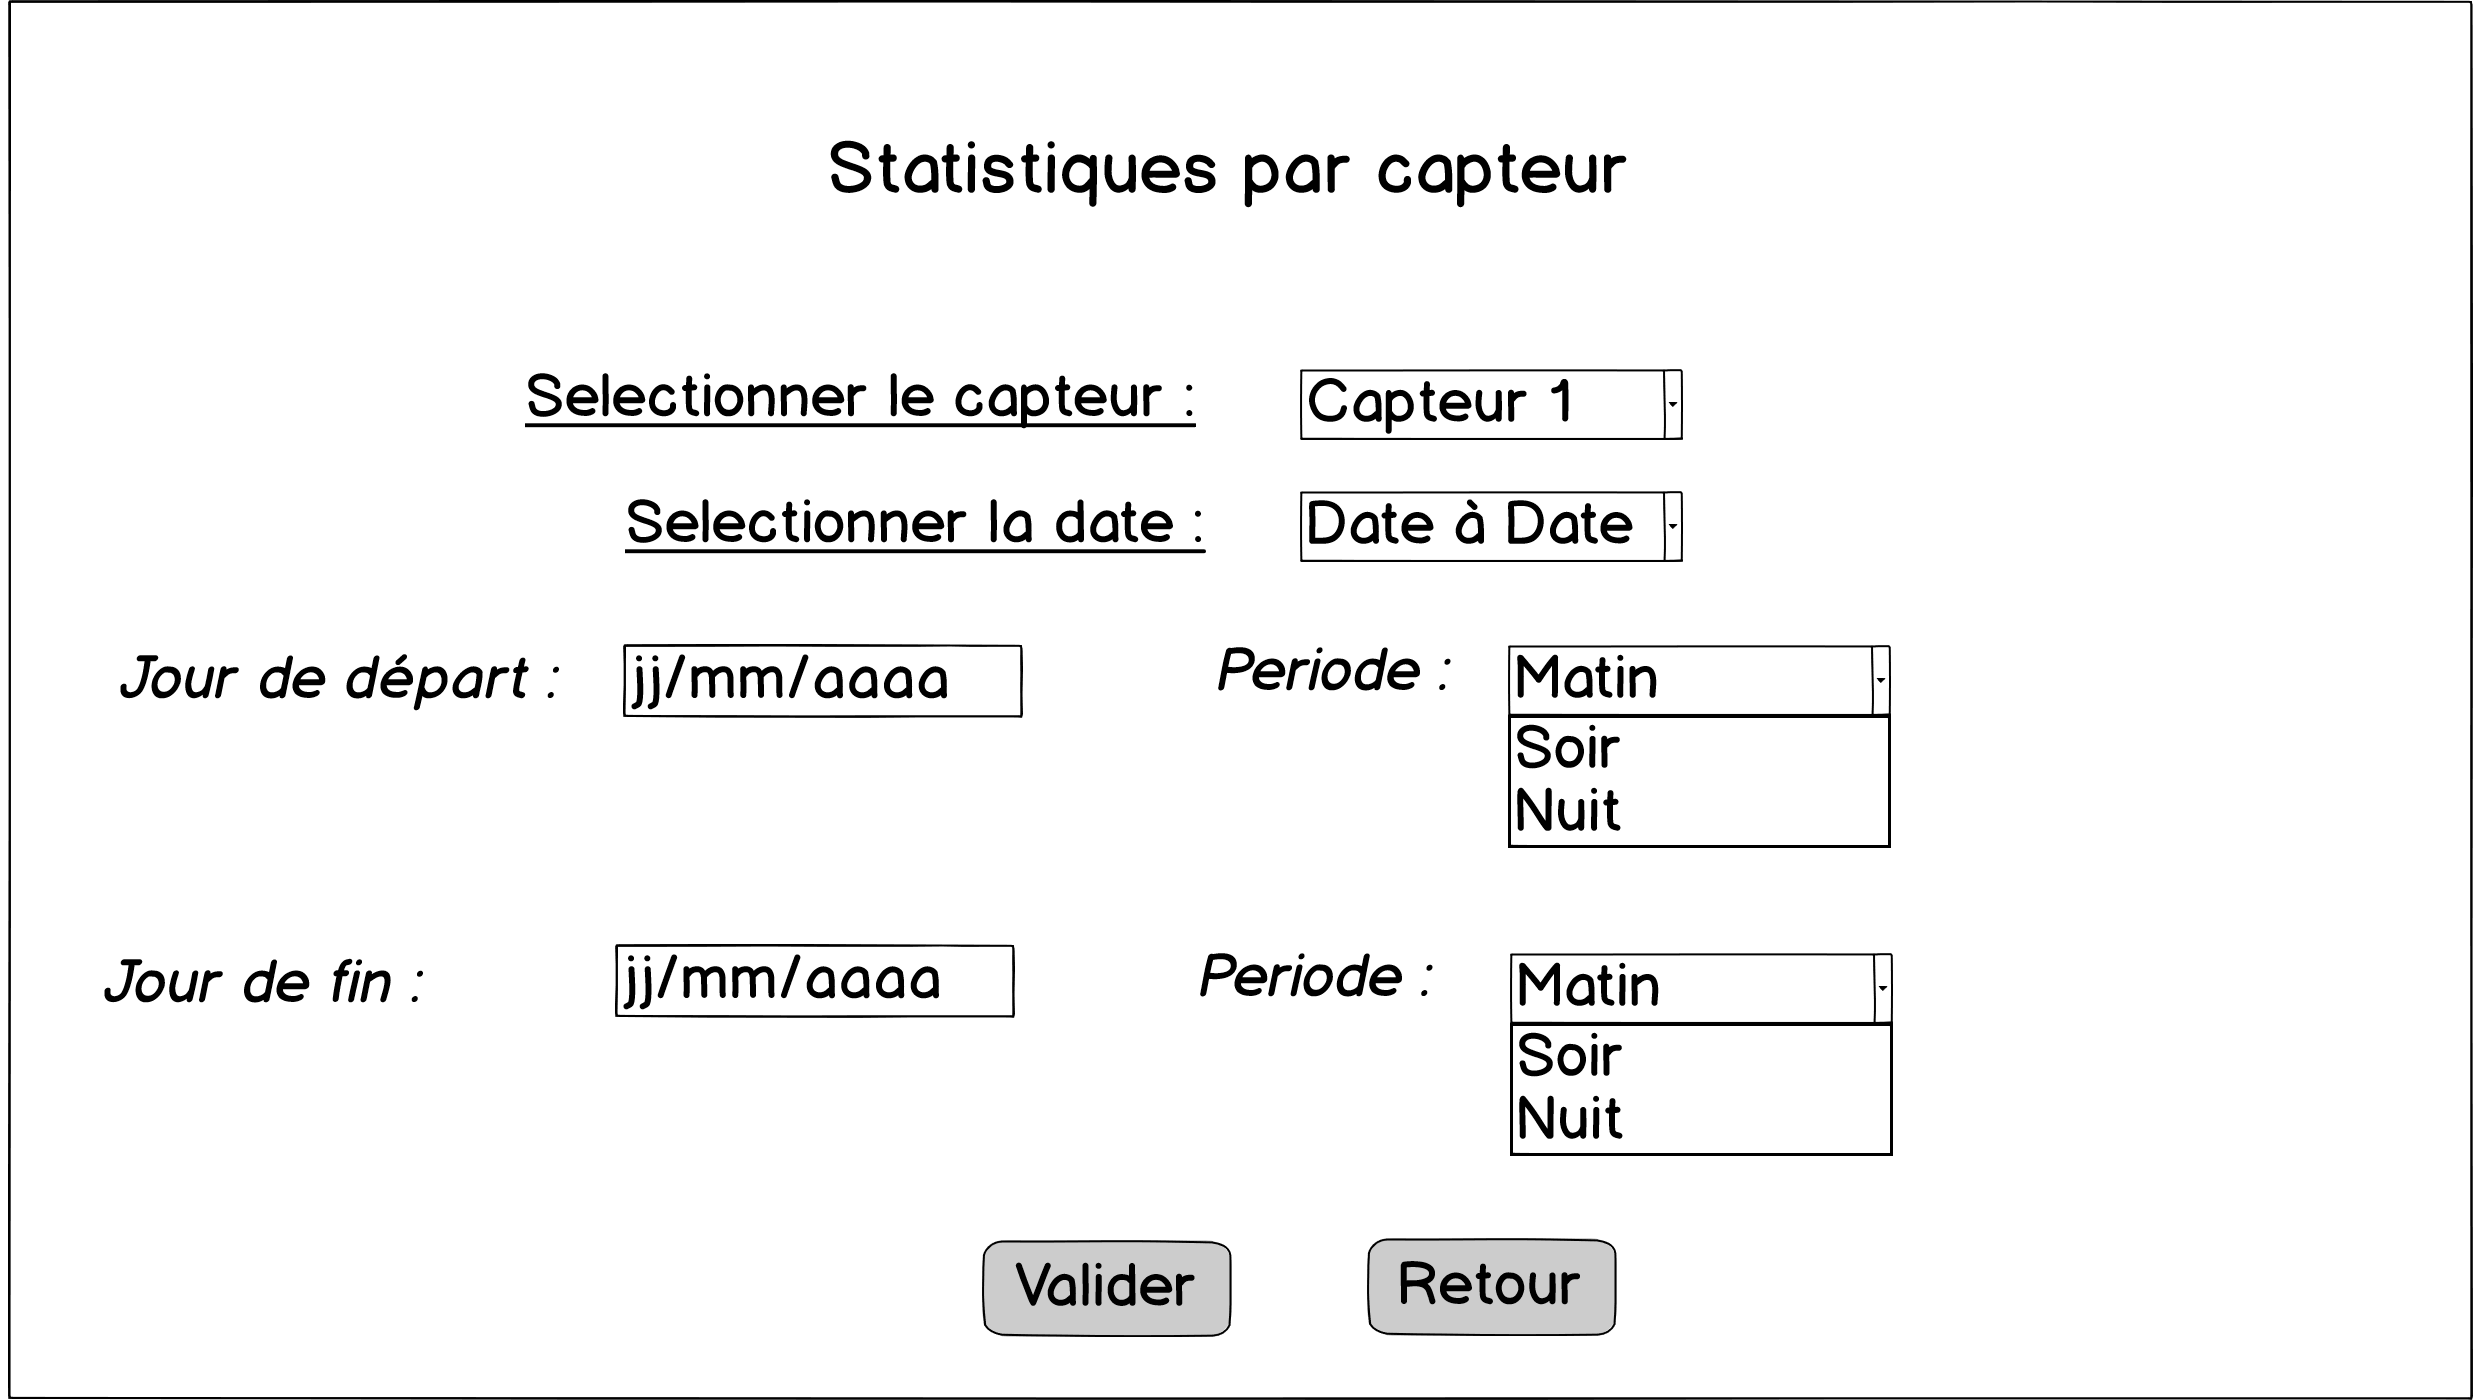 Statistiques par capteur
Selectionner le capteur : Capteur 1
Selectionner la date : Date à Date
Jour de départ : jj/mm/aaaa Periode : Matin
Soir
Nuit
Jour de fin : jj/mm/aaaa Periode : Matin
Soir
Nuit
Valider Retour